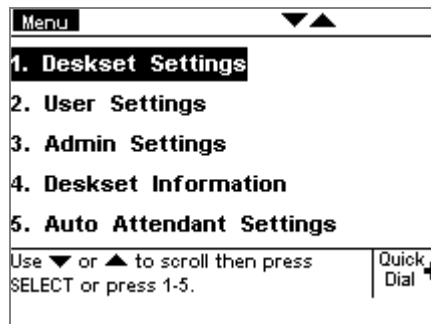 Menu ▼▲
1. Deskset Settings
2. User Settings
3. Admin Settings
4. Deskset Information
5. Auto Attendant Settings
Use ▼ or ▲ to scroll then press
SELECT or press 1-5.
Quick
Dial